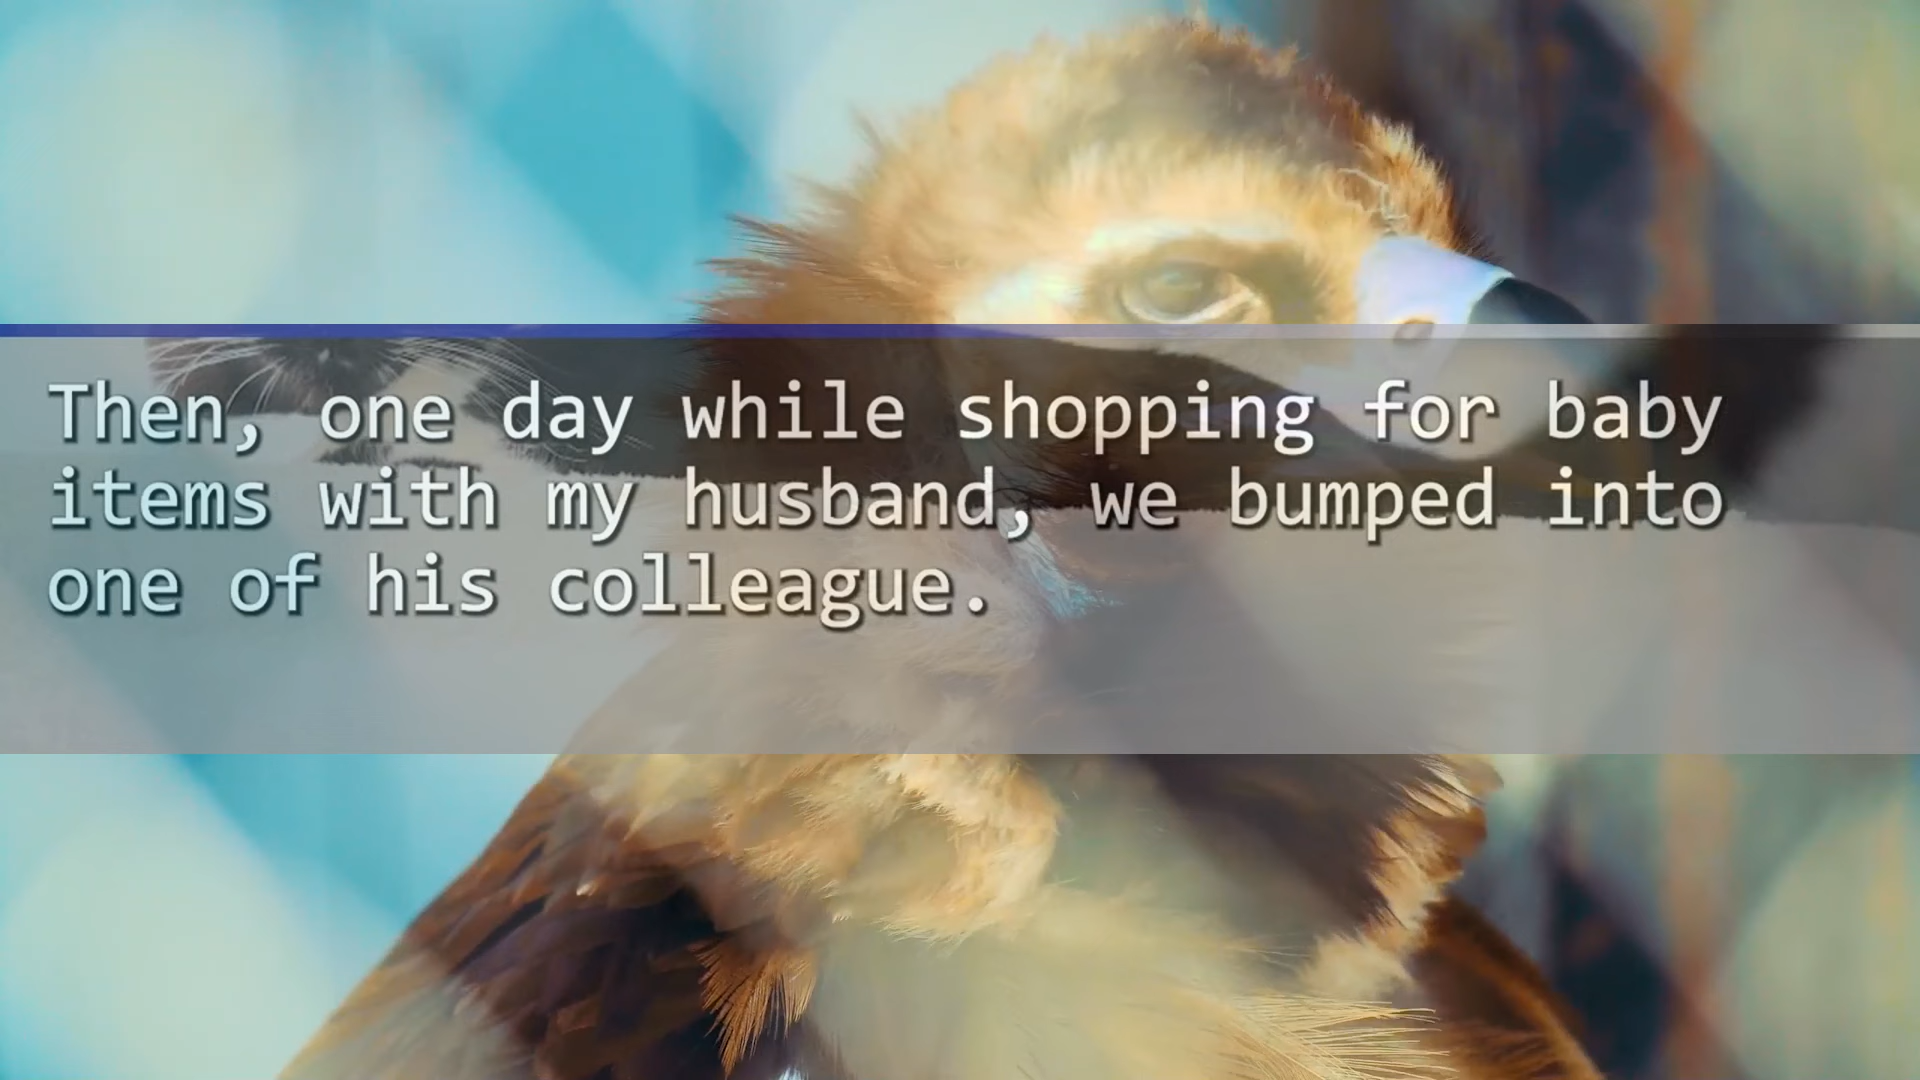 Then, one day while shopping for baby
items with my husband, we bumped into
one of his colleague.